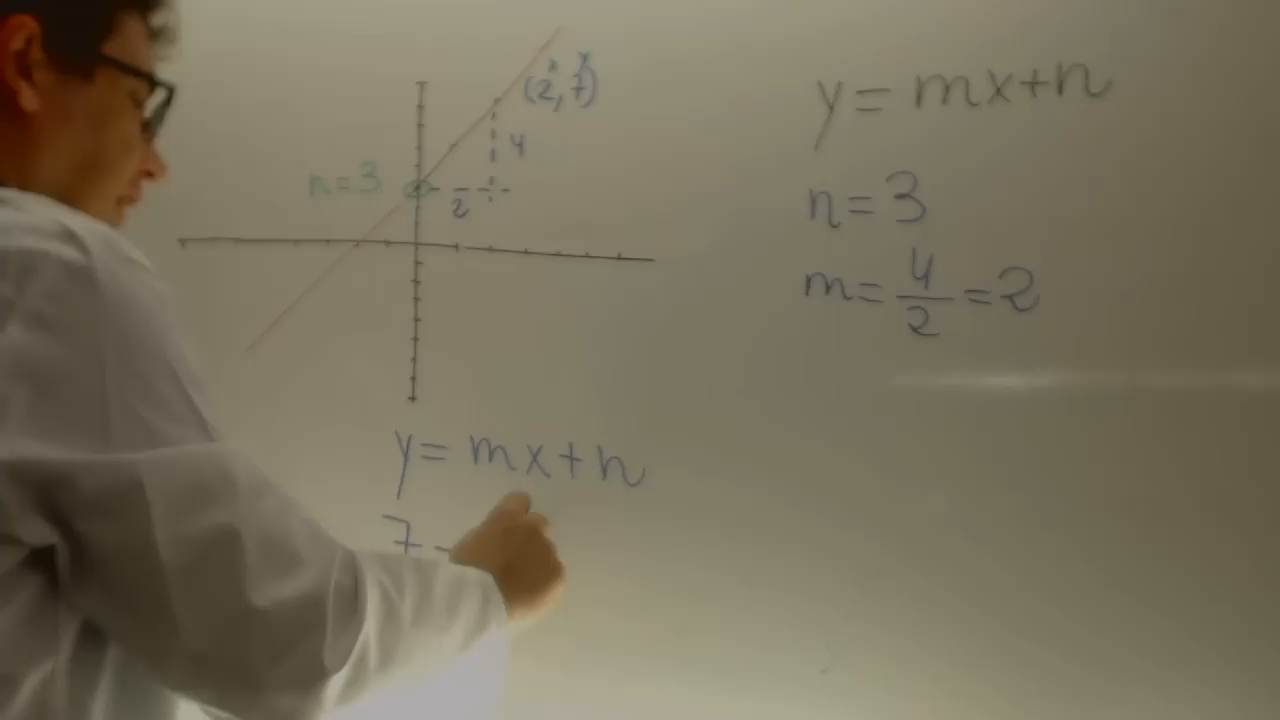 x y
(2, 7)
4
n=3
2
y= mx+n
n=3
m= 4/2 =2
y= mx+n
7